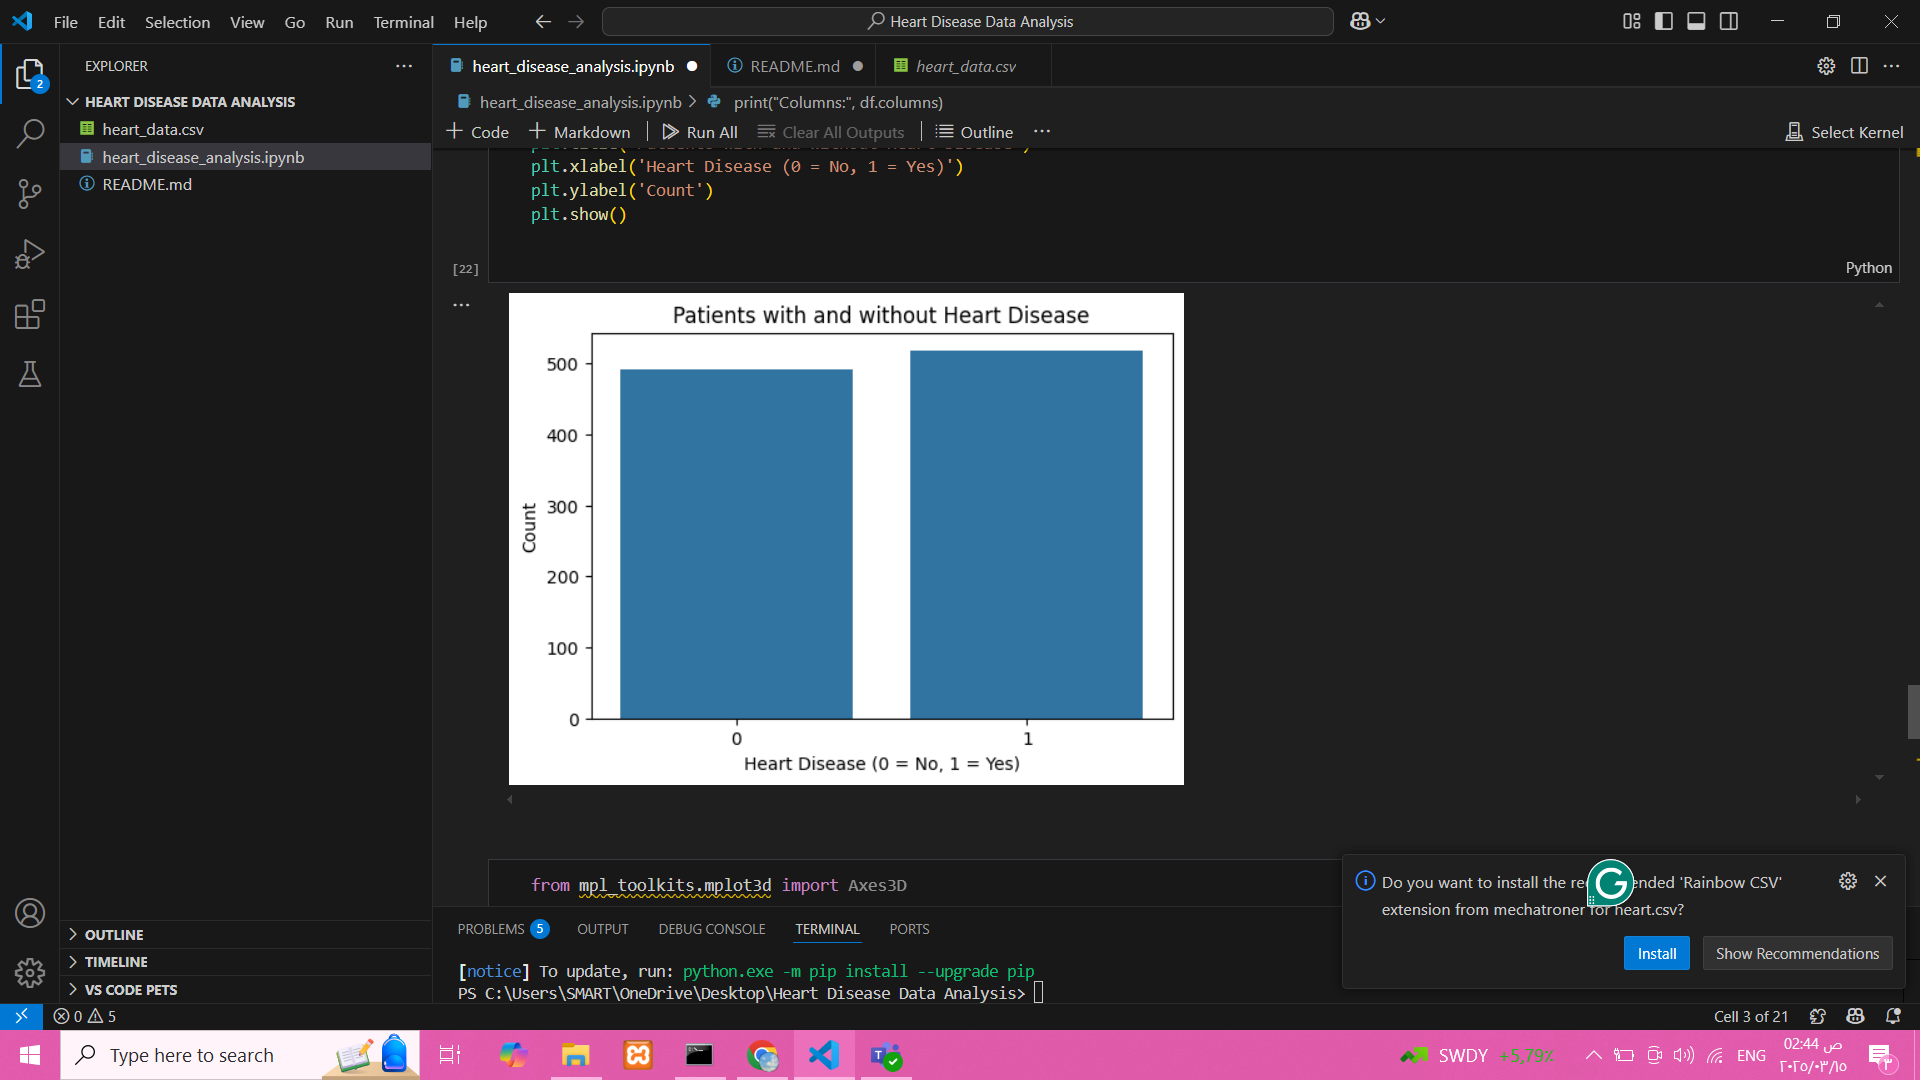 File Edit Selection View Go Run Terminal Help
Heart Disease Data Analysis
EXPLORER
2
HEART DISEASE DATA ANALYSIS
heart_data.csv
heart_disease_analysis.ipynb
README.md
OUTLINE
TIMELINE
VS CODE PETS
heart_disease_analysis.ipynb README.md heart_data.csv
heart_disease_analysis.ipynb > print("Columns:", df.columns)
+ Code + Markdown Run All Clear All Outputs Outline ... Select Kernel
plt.xlabel('Heart Disease (0 = No, 1 = Yes)')
plt.ylabel('Count')
plt.show()
[22]
Python
Patients with and without Heart Disease
500
400
300
200
100
0
Count
0 1
Heart Disease (0 = No, 1 = Yes)
from mpl_toolkits.mplot3d import Axes3D
PROBLEMS 5 OUTPUT DEBUG CONSOLE TERMINAL PORTS
[notice] To update, run: python.exe -m pip install --upgrade pip
PS C:\Users\SMART\OneDrive\Desktop\Heart Disease Data Analysis>
Do you want to install the 'Rainbow CSV'
extension from mechatroner for heart.csv?
Install Show Recommendations
0 5
Cell 3 of 21
Type here to search
SWDY +5,79%
ENG
02:44 ص
٢٠٢٥/٠٣/١٥
٣